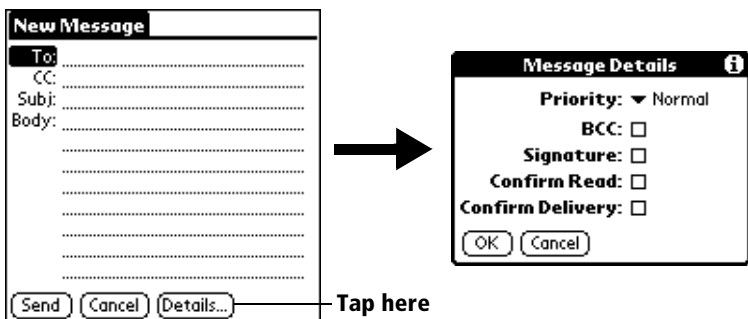 New Message
To:
CC:
Subj:
Body:
Send Cancel Details...
Tap here
Message Details i
Priority: Normal
BCC:
Signature:
Confirm Read:
Confirm Delivery:
OK Cancel